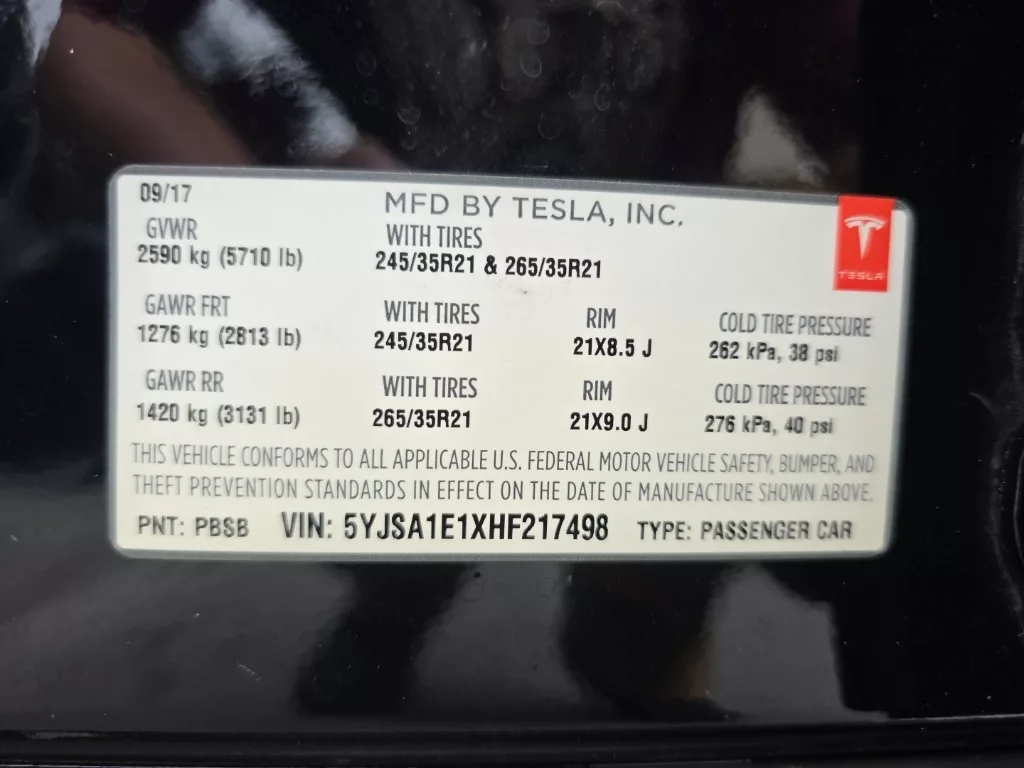 09/17
MFD BY TESLA, INC.
GVWR WITH TIRES
2590 kg (5710 lb) 245/35R21 & 265/35R21
TESLA
GAWR FRT WITH TIRES RIM COLD TIRE PRESSURE
1276 kg (2813 lb) 245/35R21 21X8.5 J 262 kPa, 38 psi
GAWR RR WITH TIRES RIM COLD TIRE PRESSURE
1420 kg (3131 lb) 265/35R21 21X9.0 J 276 kPa, 40 psi
THIS VEHICLE CONFORMS TO ALL APPLICABLE U.S. FEDERAL MOTOR VEHICLE SAFETY, BUMPER, AND
THEFT PREVENTION STANDARDS IN EFFECT ON THE DATE OF MANUFACTURE SHOWN ABOVE.
PNT: PBSB VIN: 5YJSA1E1XHF217498 TYPE: PASSENGER CAR